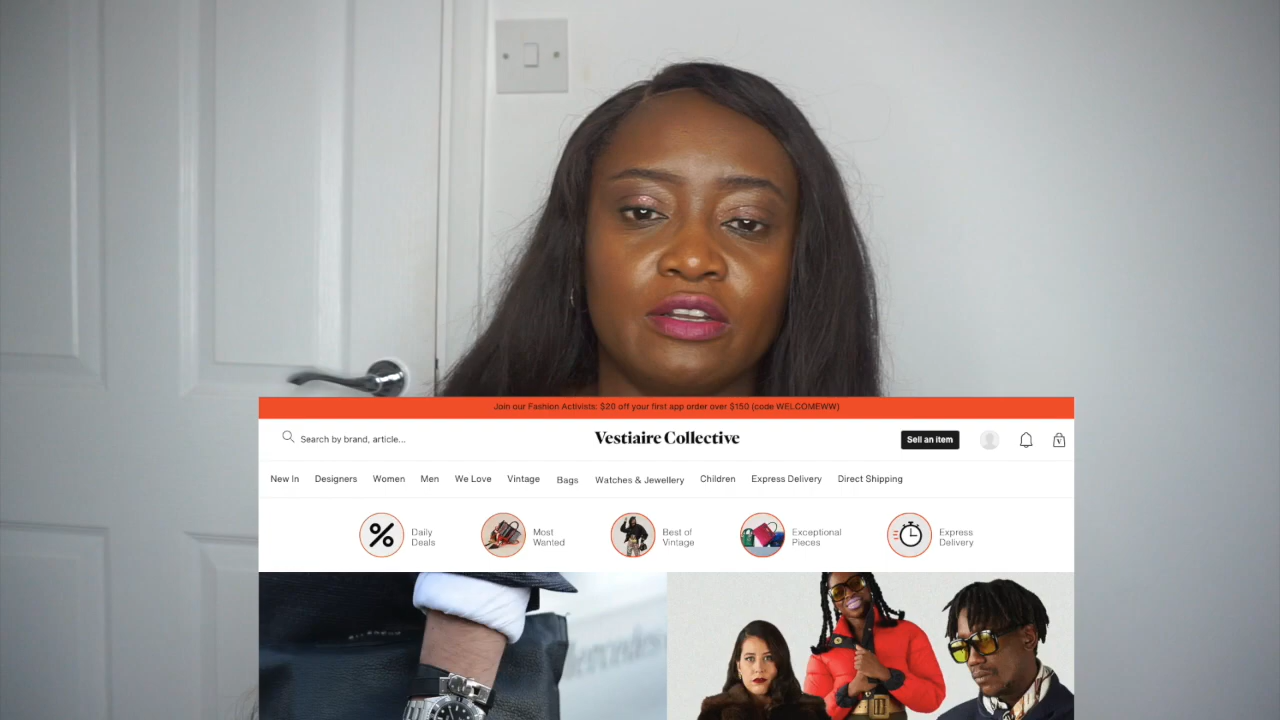 Join our Fashion Activists: $20 off your first app order over $150 (code WELCOMEWW)
Search by brand, article...
Vestiaire Collective
Sell an item
New In Designers Women Men We Love Vintage Bags Watches & Jewellery Children Express Delivery Direct Shipping
Daily Deals
Most Wanted
Best of Vintage
Exceptional Pieces
Express Delivery